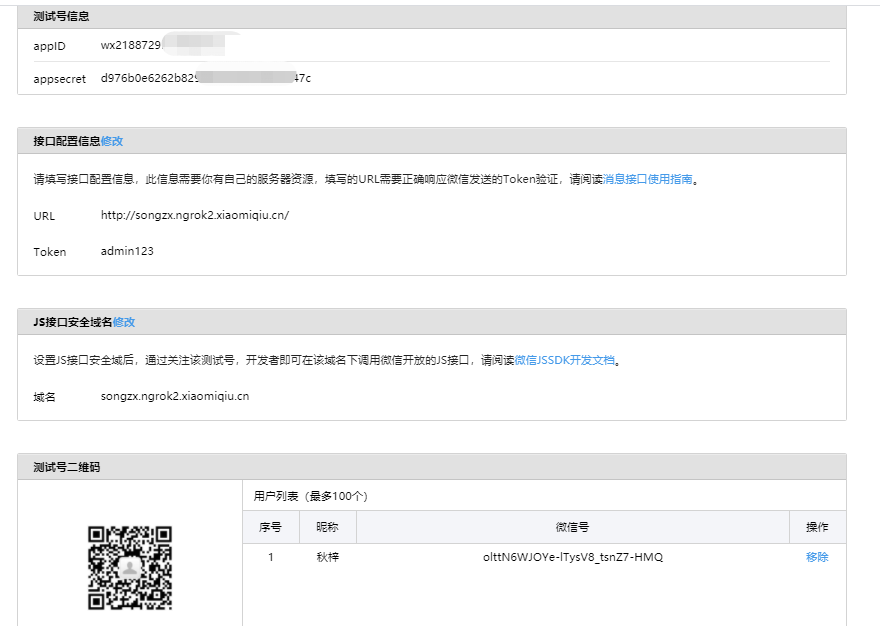 测试号信息
appID wx2188729
appsecret d976b0e6262b829 47c
接口配置信息修改
请填写接口配置信息，此信息需要你有自己的服务器资源，填写的URL需要正确响应微信发送的Token验证，请阅读消息接口使用指南。
URL http://songzx.ngrok2.xiaomiqiu.cn/
Token admin123
JS接口安全域名修改
设置JS接口安全域后，通过关注该测试号，开发者即可在该域名下调用微信开放的JS接口，请阅读微信JSSDK开发文档。
域名 songzx.ngrok2.xiaomiqiu.cn
测试号二维码
用户列表（最多100个）
序号 昵称 微信号 操作
1 秋梓 olttN6WJOYe-lTysV8_tsnZ7-HMQ 移除